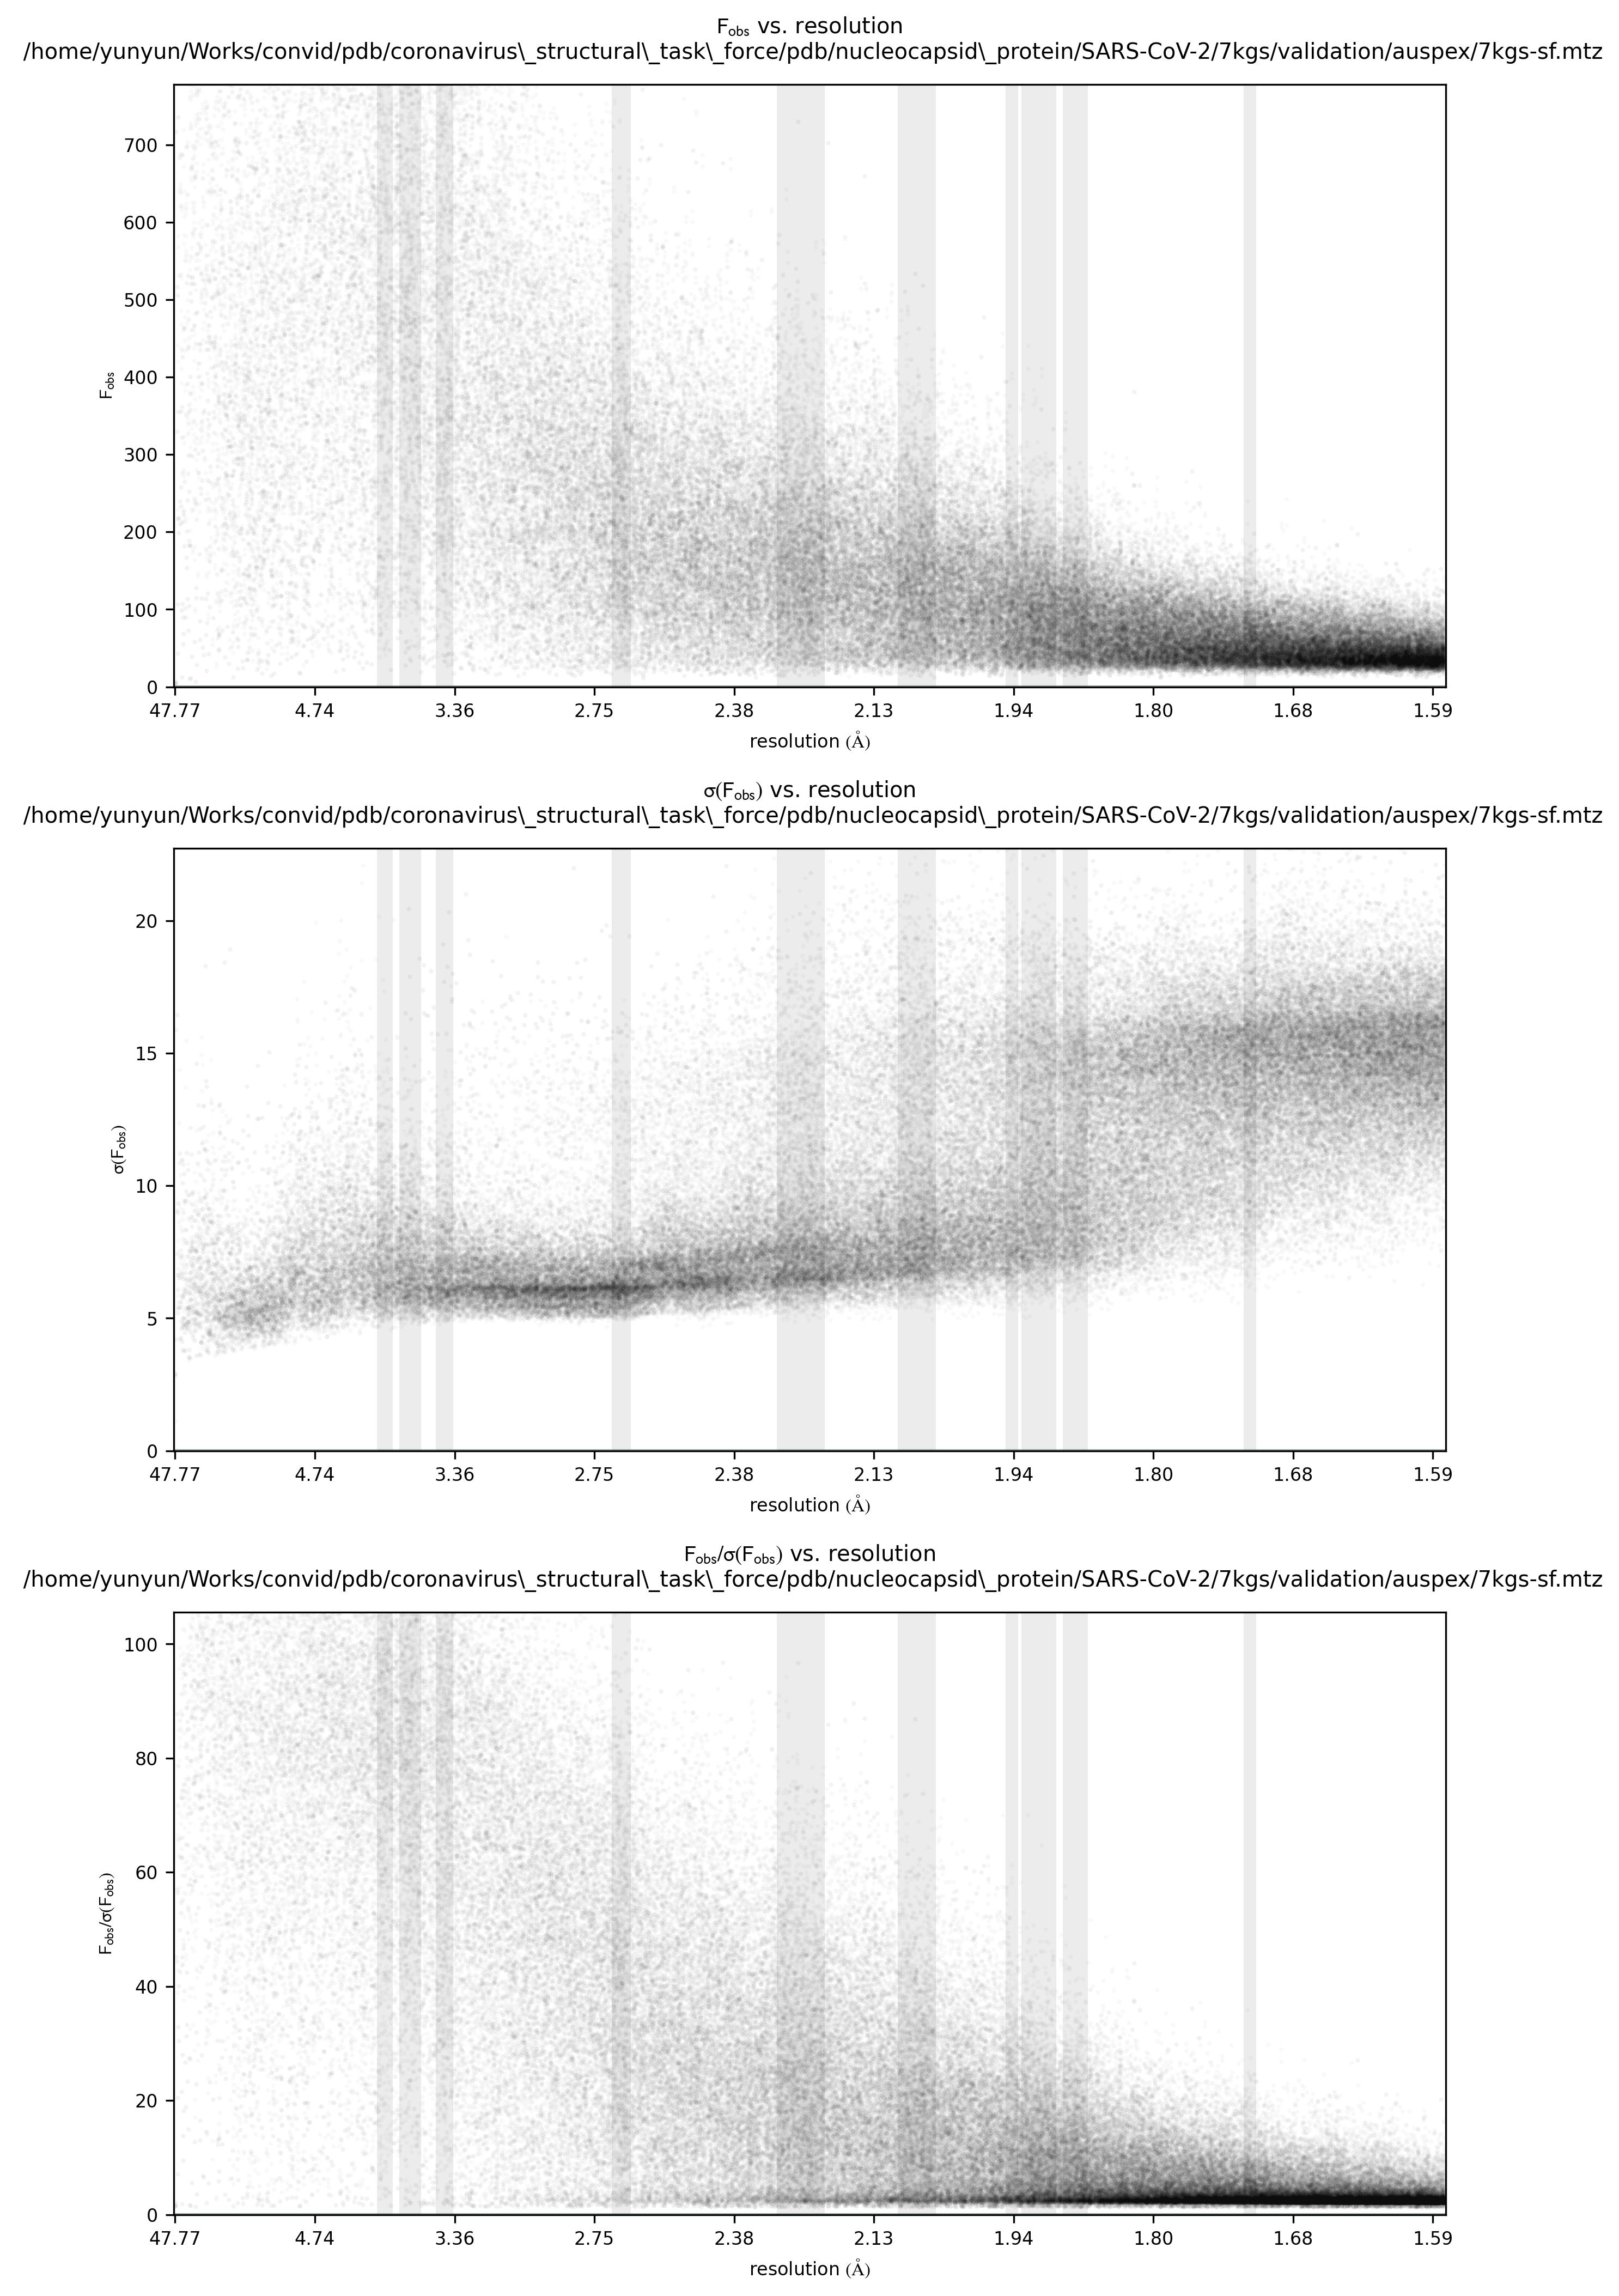 Fobs vs. resolution
/home/yunyun/Works/convid/pdb/coronavirus\_structural\_task\_force/pdb/nucleocapsid\_protein/SARS-CoV-2/7kgs/validation/auspex/7kgs-sf.mtz
700
600
500
400
300
200
100
0
Fobs
47.77 4.74 3.36 2.75 2.38 2.13 1.94 1.80 1.68 1.59
resolution (Å)
σ(Fobs) vs. resolution
/home/yunyun/Works/convid/pdb/coronavirus\_structural\_task\_force/pdb/nucleocapsid\_protein/SARS-CoV-2/7kgs/validation/auspex/7kgs-sf.mtz
20
15
10
5
0
σ(Fobs)
47.77 4.74 3.36 2.75 2.38 2.13 1.94 1.80 1.68 1.59
resolution (Å)
Fobs/σ(Fobs) vs. resolution
/home/yunyun/Works/convid/pdb/coronavirus\_structural\_task\_force/pdb/nucleocapsid\_protein/SARS-CoV-2/7kgs/validation/auspex/7kgs-sf.mtz
100
80
60
40
20
0
Fobs/σ(Fobs)
47.77 4.74 3.36 2.75 2.38 2.13 1.94 1.80 1.68 1.59
resolution (Å)